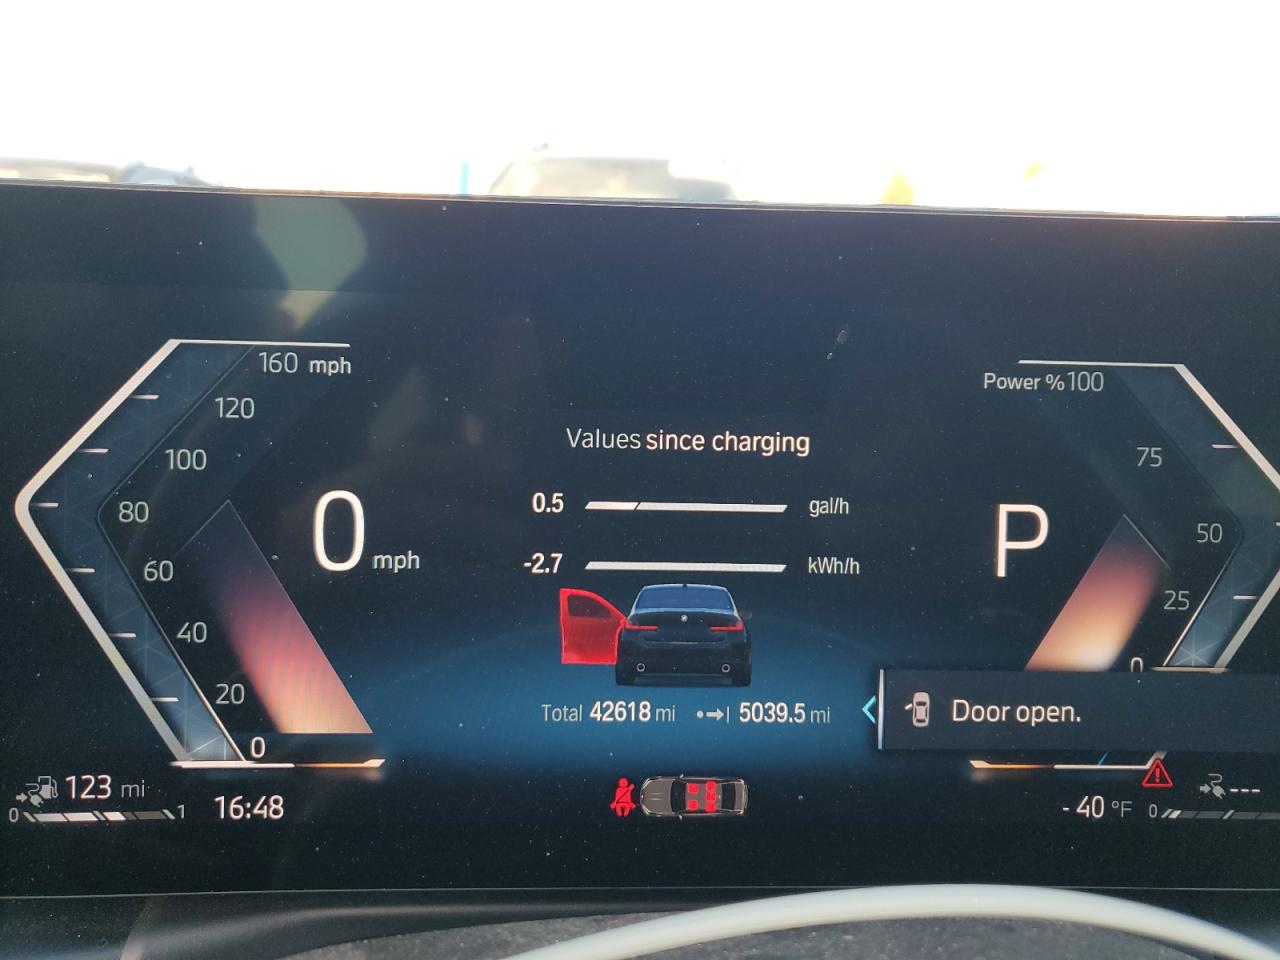 160 mph
120
100
80
60
40
20
0
0 mph
Values since charging
0.5 gal/h
-2.7 kWh/h
Total 42618 mi 5039.5 mi
Power %100
75
50
25
0
P
Door open.
123 mi
0 1
16:48
-40 °F
0
---